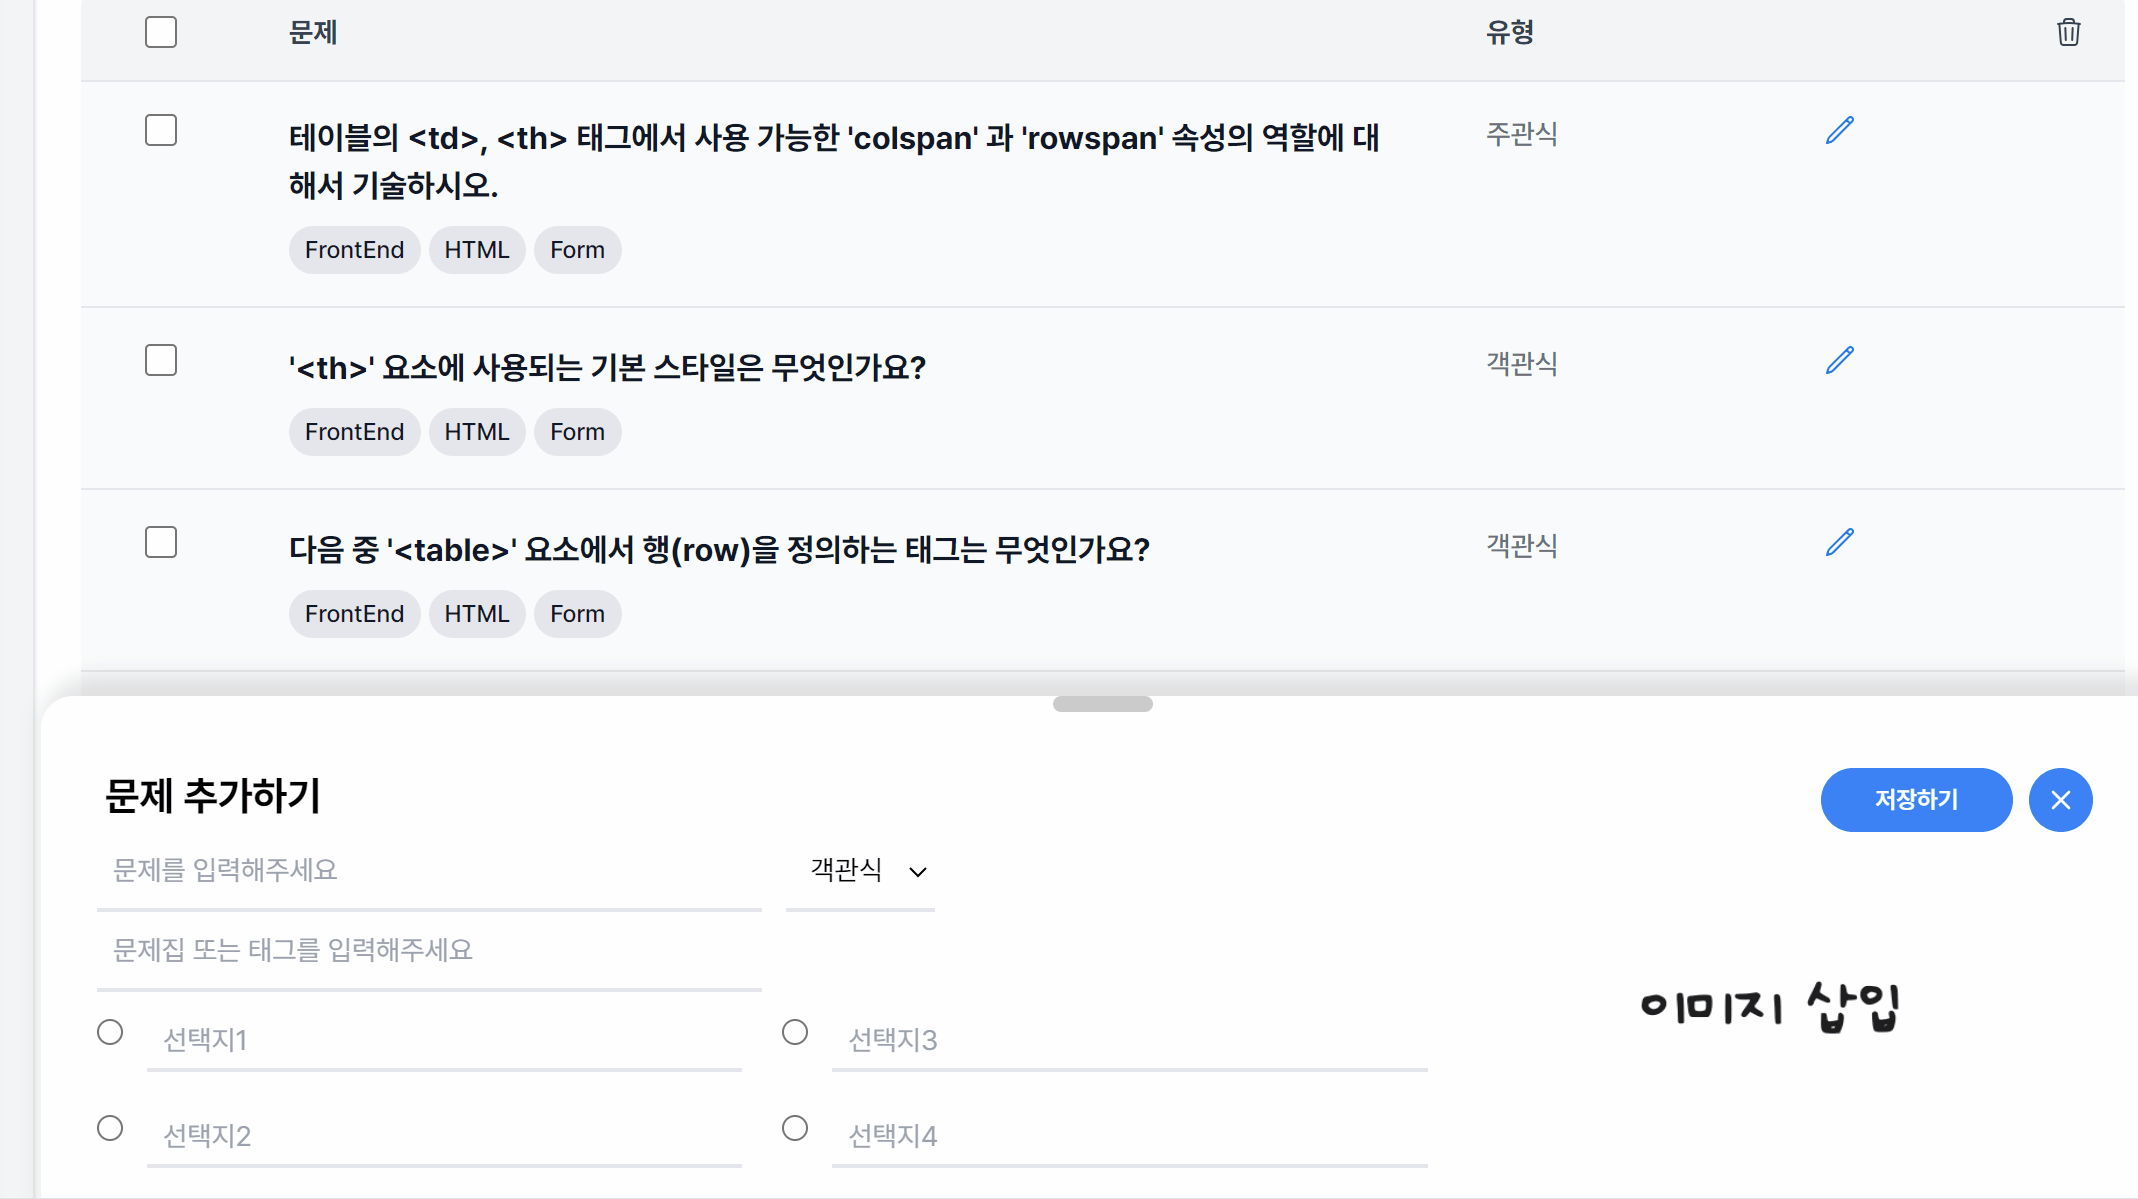 문제 유형
테이블의 <td>, <th> 태그에서 사용 가능한 'colspan' 과 'rowspan' 속성의 역할에 대 주관식
해서 기술하시오.
FrontEnd HTML Form
'<th>' 요소에 사용되는 기본 스타일은 무엇인가요? 객관식
FrontEnd HTML Form
다음 중 '<table>' 요소에서 행(row)을 정의하는 태그는 무엇인가요? 객관식
FrontEnd HTML Form
문제 추가하기 저장하기
문제를 입력해주세요 객관식
문제집 또는 태그를 입력해주세요
이미지 삽입
선택지1 선택지3
선택지2 선택지4